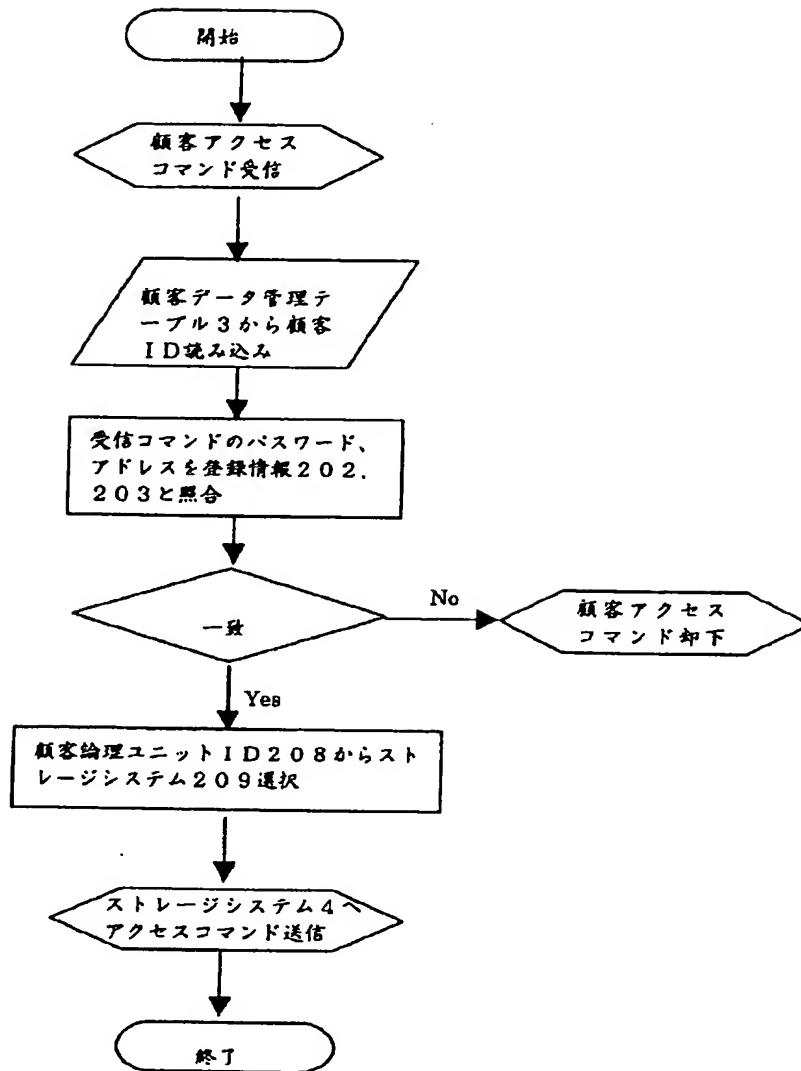 開始
顧客アクセス
コマンド受信
顧客データ管理テ
ーブル3から顧客
ID読み込み
受信コマンドのパスワード、
アドレスを登録情報202.
203と照合
一致
No
顧客アクセス
コマンド却下
Yes
顧客論理ユニットID208からスト
レージシステム209選択
ストレージシステム4へ
アクセスコマンド送信
終了